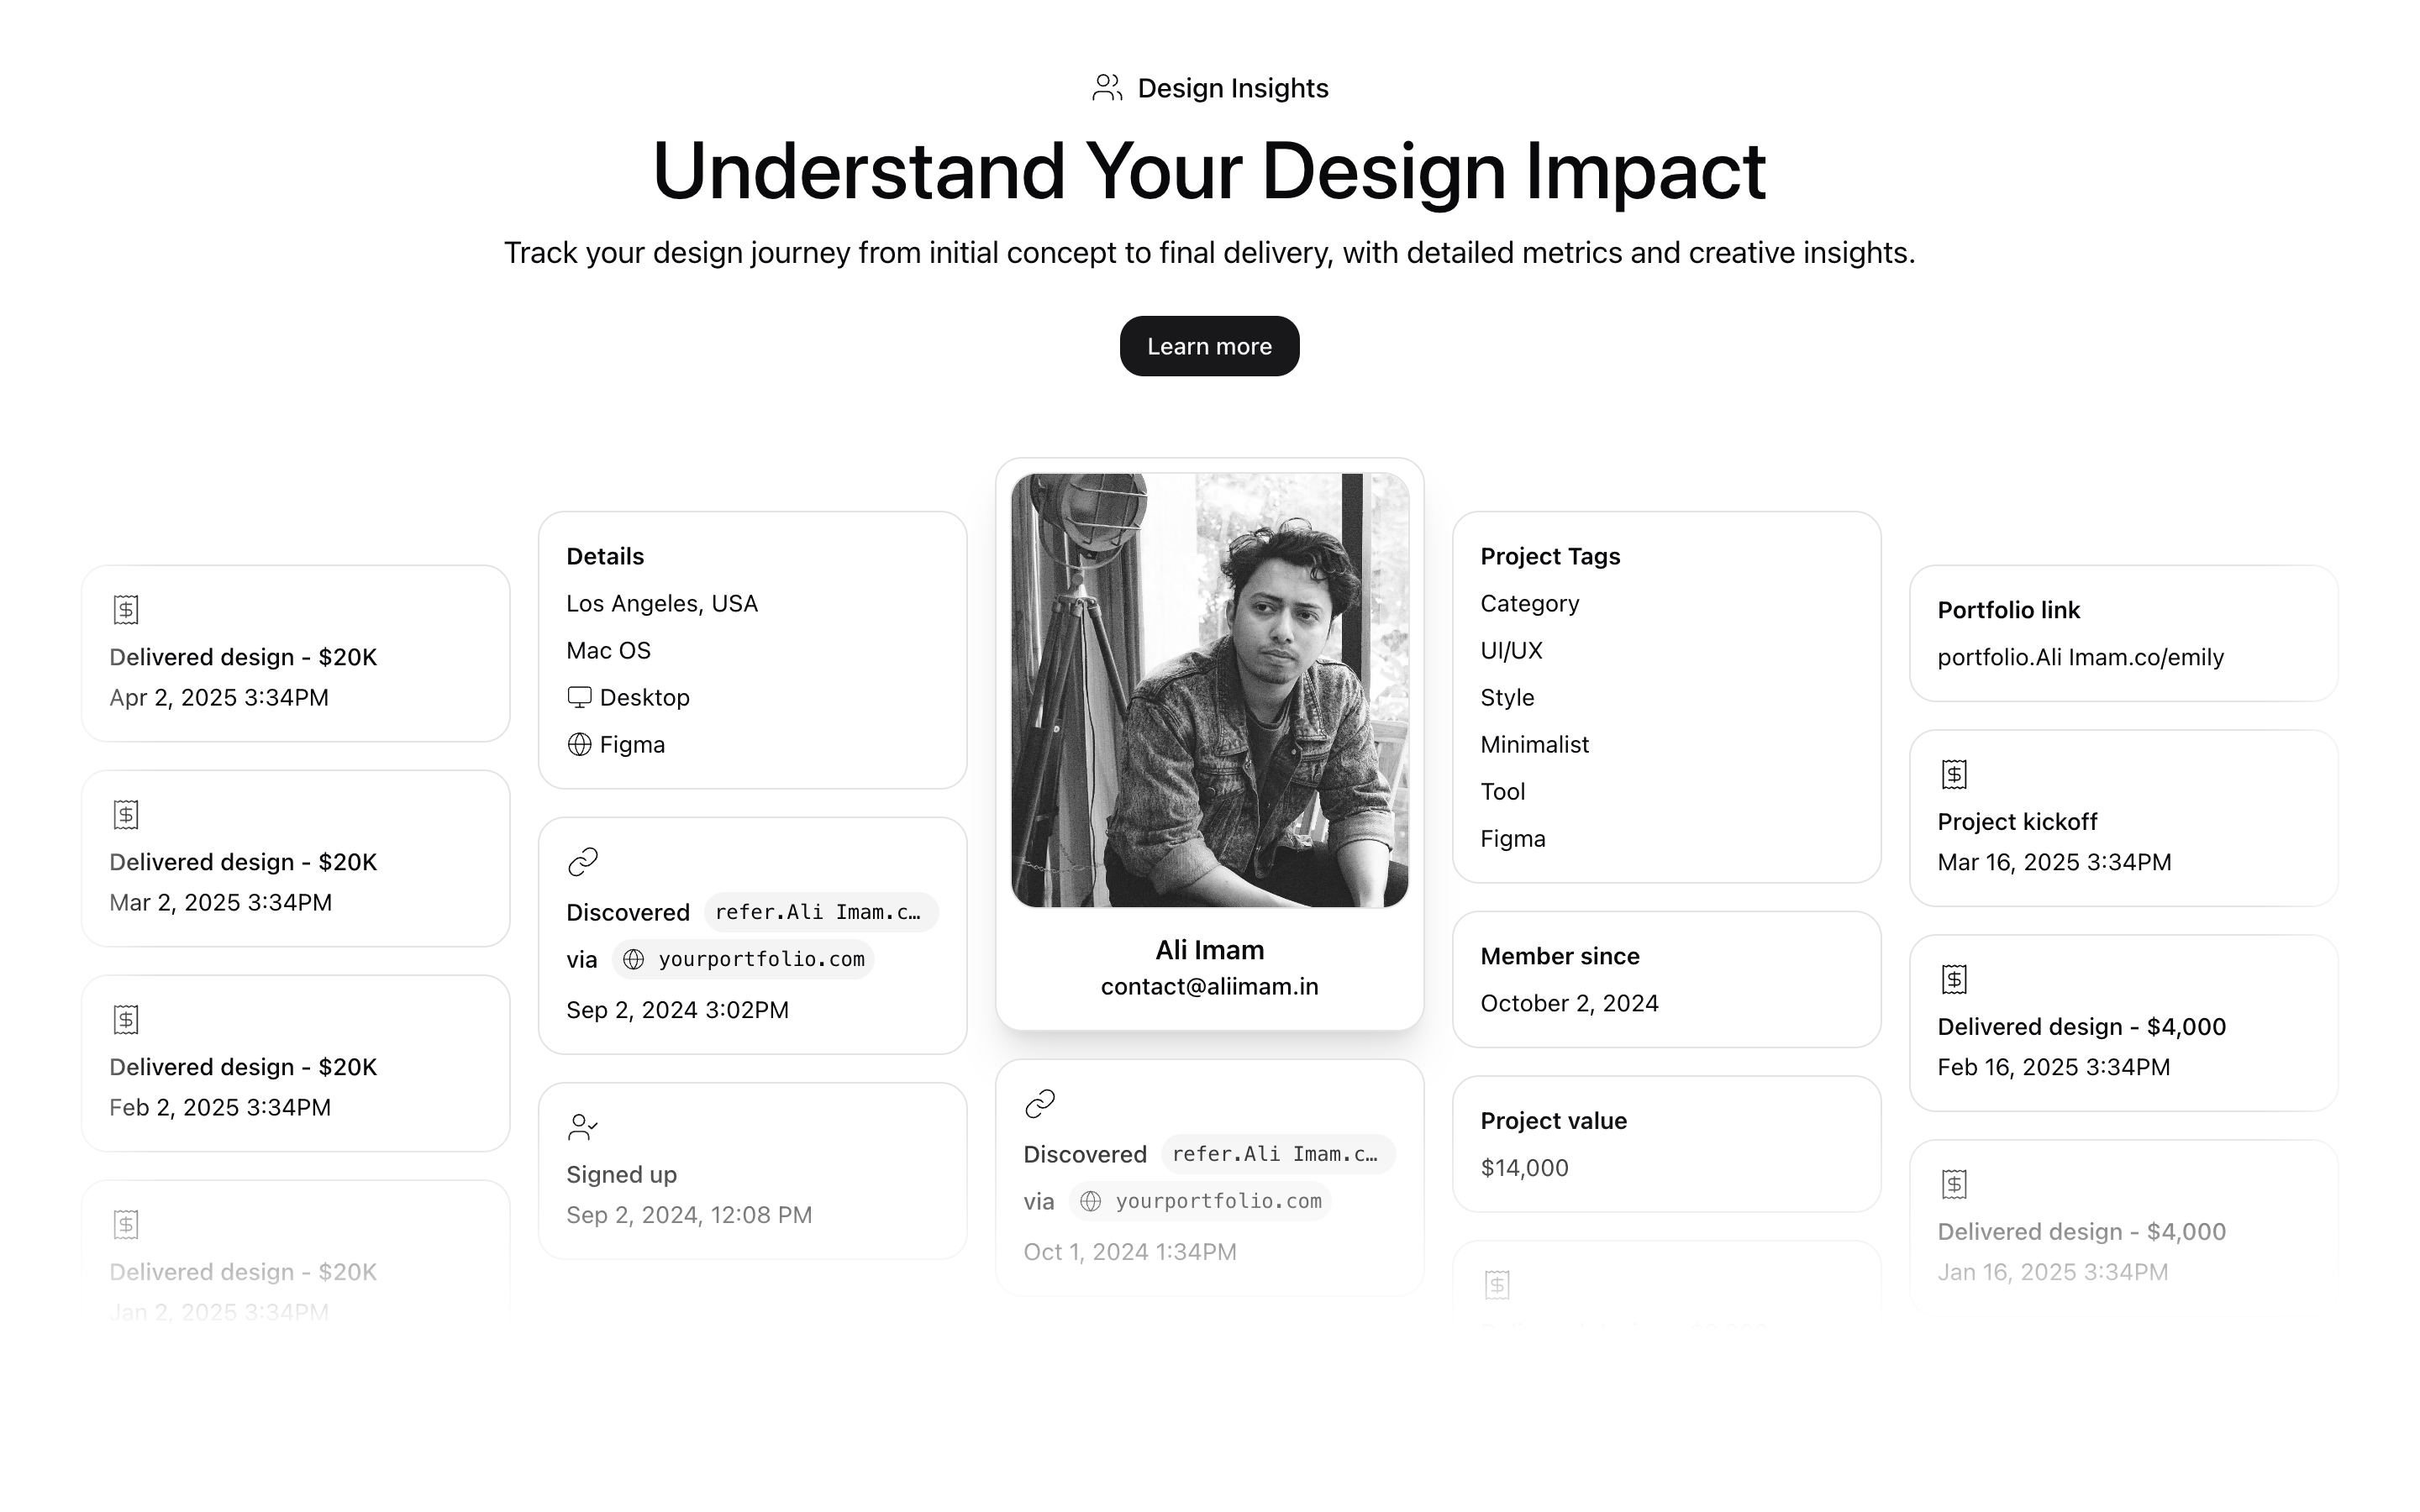 Design Insights
Understand Your Design Impact
Track your design journey from initial concept to final delivery, with detailed metrics and creative insights.
Learn more
Delivered design - $20K
Apr 2, 2025 3:34PM
Delivered design - $20K
Mar 2, 2025 3:34PM
Delivered design - $20K
Feb 2, 2025 3:34PM
Delivered design - $20K
Jan 2, 2025 3:34PM
Details
Los Angeles, USA
Mac OS
Desktop
Figma
Discovered refer.Ali Imam.c…
via yourportfolio.com
Sep 2, 2024 3:02PM
Signed up
Sep 2, 2024, 12:08 PM
Ali Imam
contact@aliimam.in
Discovered refer.Ali Imam.c…
via yourportfolio.com
Oct 1, 2024 1:34PM
Project Tags
Category
UI/UX
Style
Minimalist
Tool
Figma
Member since
October 2, 2024
Project value
$14,000
Portfolio link
portfolio.Ali Imam.co/emily
Project kickoff
Mar 16, 2025 3:34PM
Delivered design - $4,000
Feb 16, 2025 3:34PM
Delivered design - $4,000
Jan 16, 2025 3:34PM